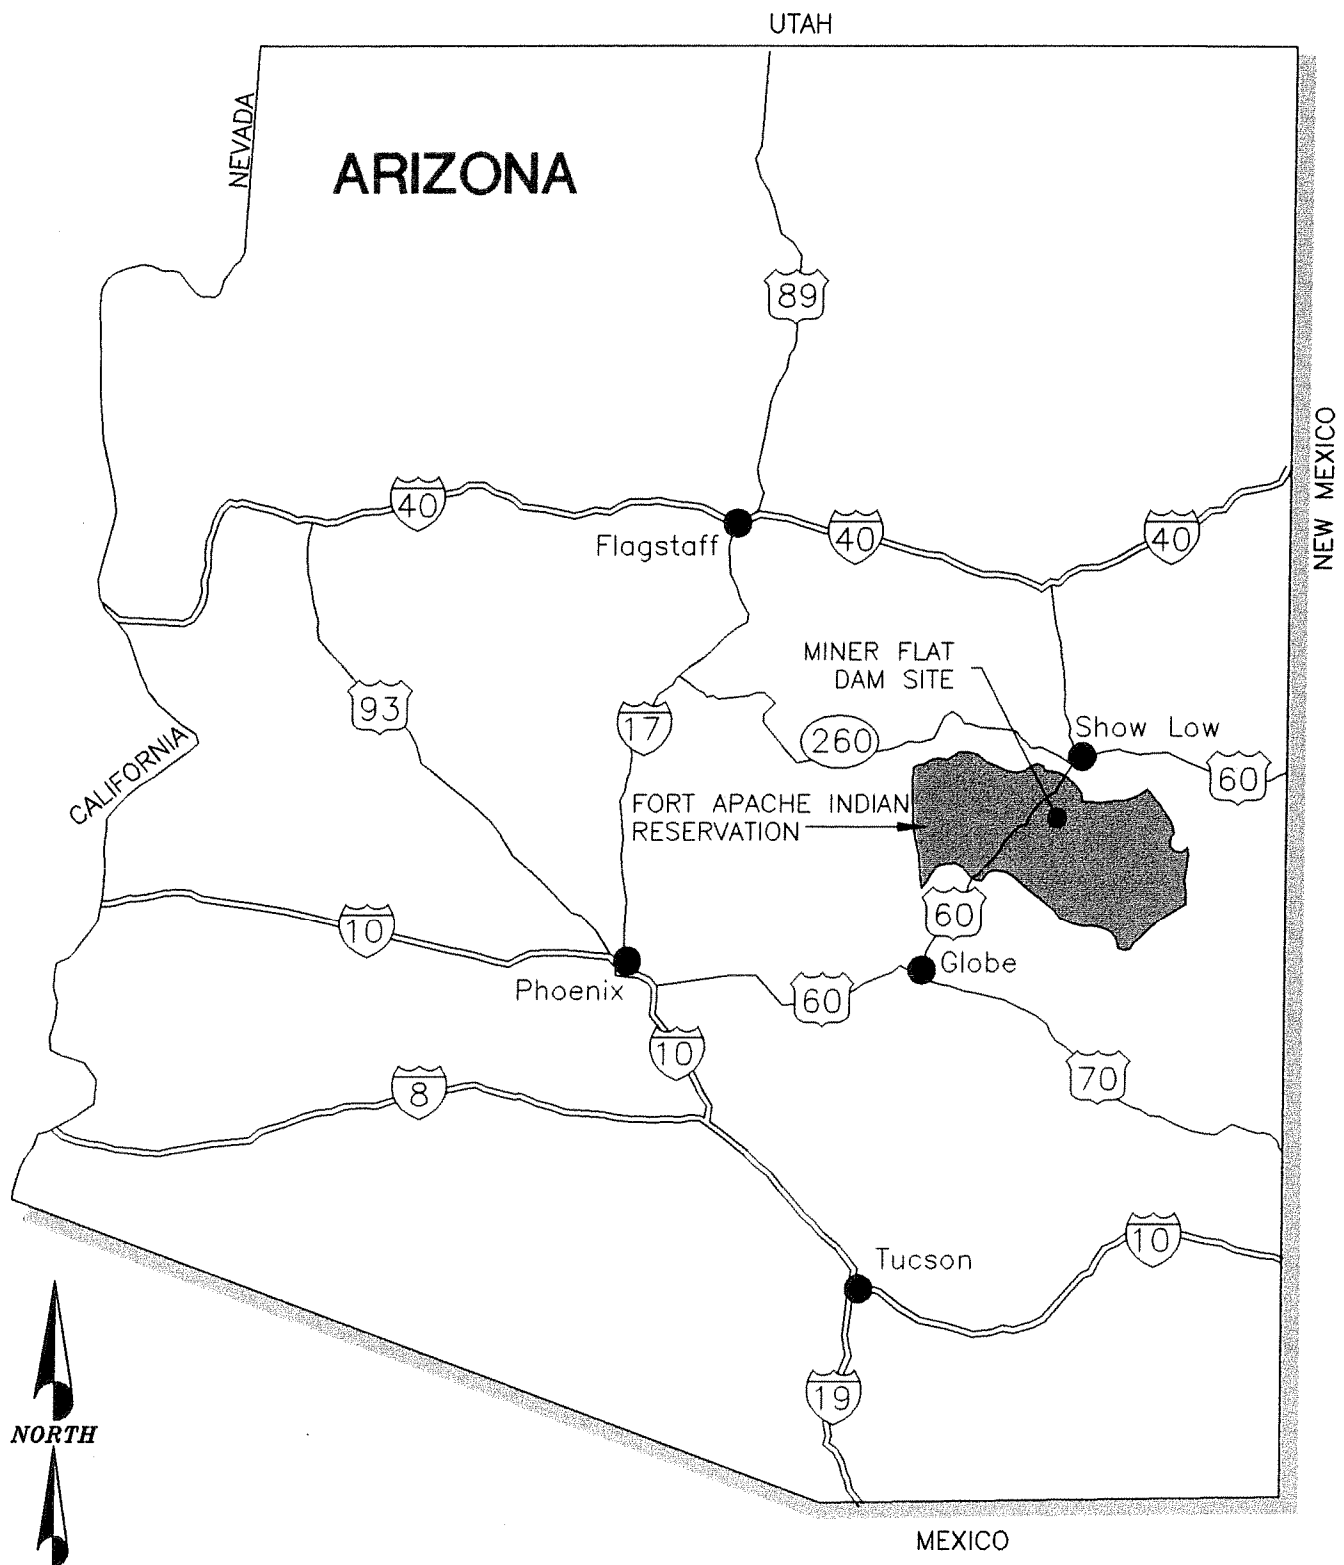 UTAH
NEVADA
ARIZONA
89
NEW MEXICO
40
40
40
Flagstaff
MINER FLAT
DAM SITE
93
17
260
Show Low
60
CALIFORNIA
FORT APACHE INDIAN
RESERVATION
60
10
Globe
Phoenix
60
10
70
8
10
Tucson
19
NORTH
MEXICO